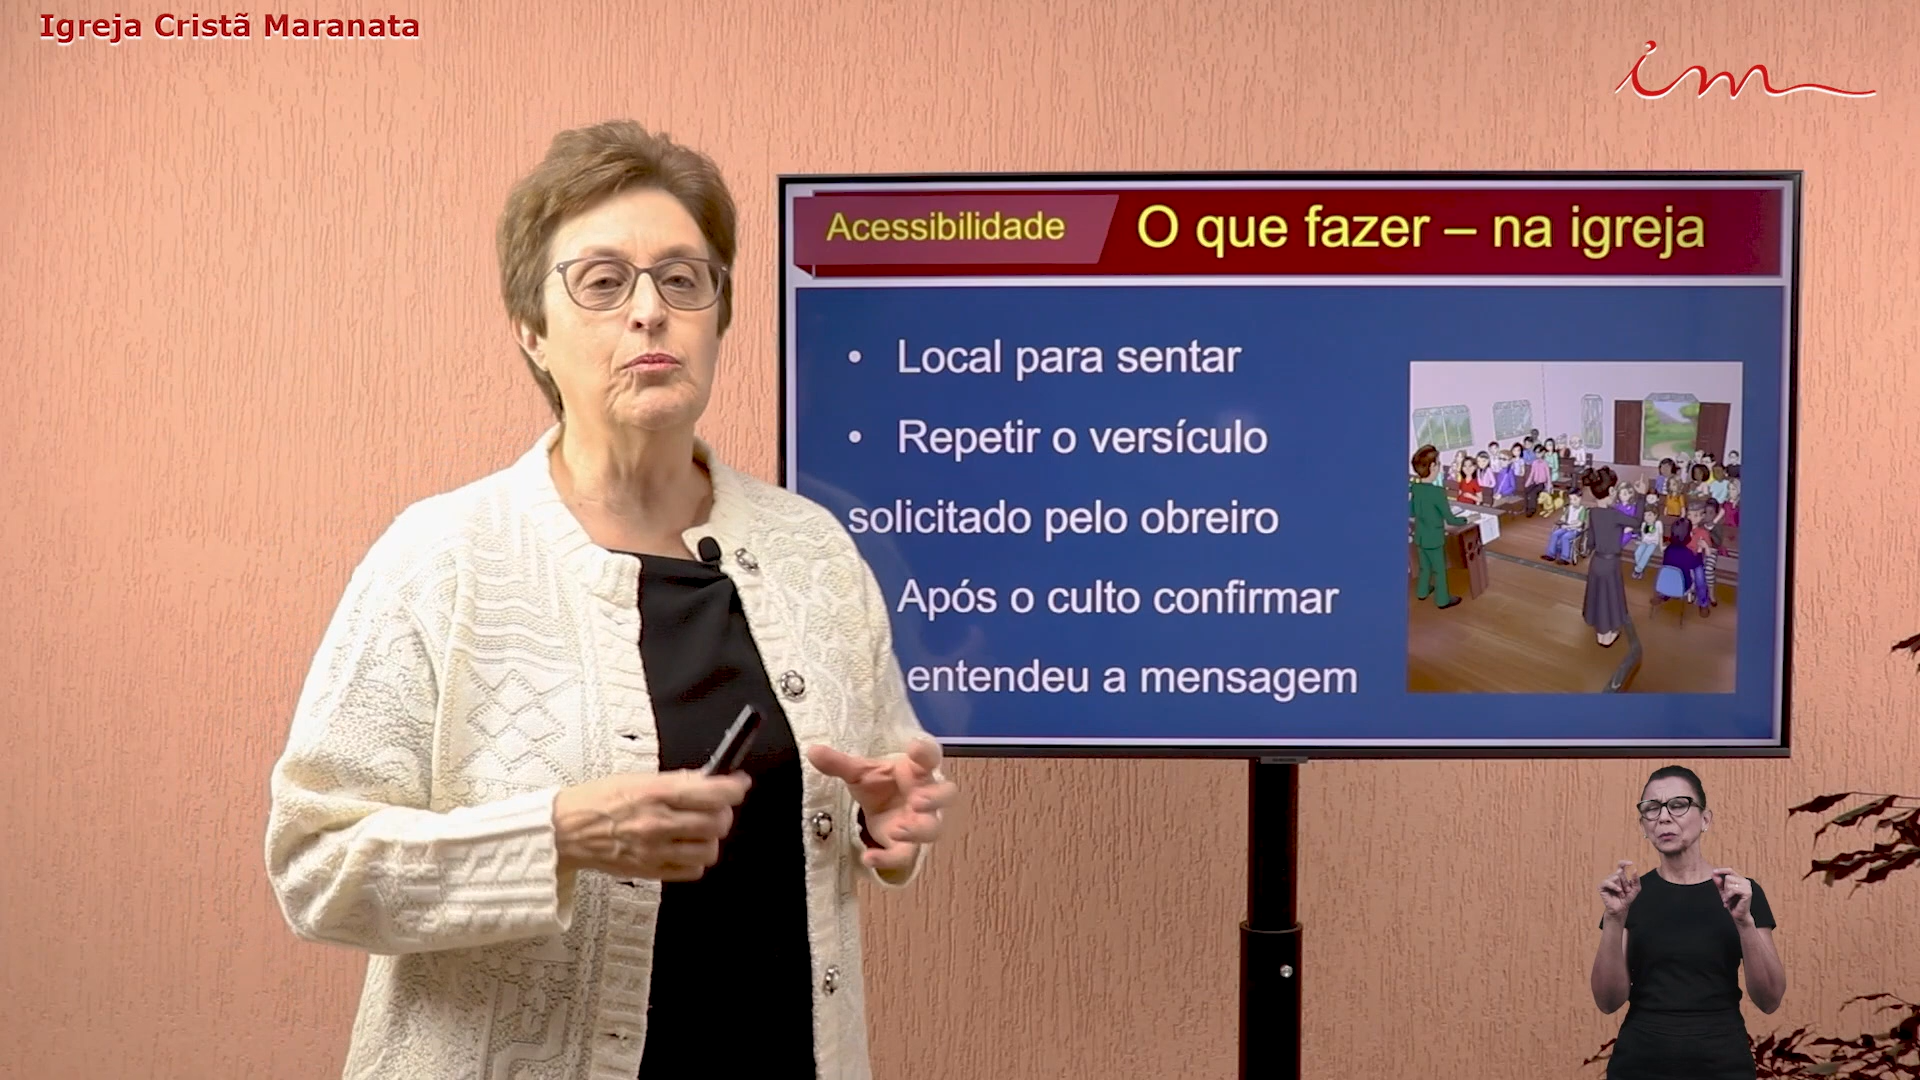 Igreja Cristã Maranata
im
Acessibilidade
O que fazer – na igreja
• Local para sentar
• Repetir o versículo
solicitado pelo obreiro
Após o culto confirmar
entendeu a mensagem